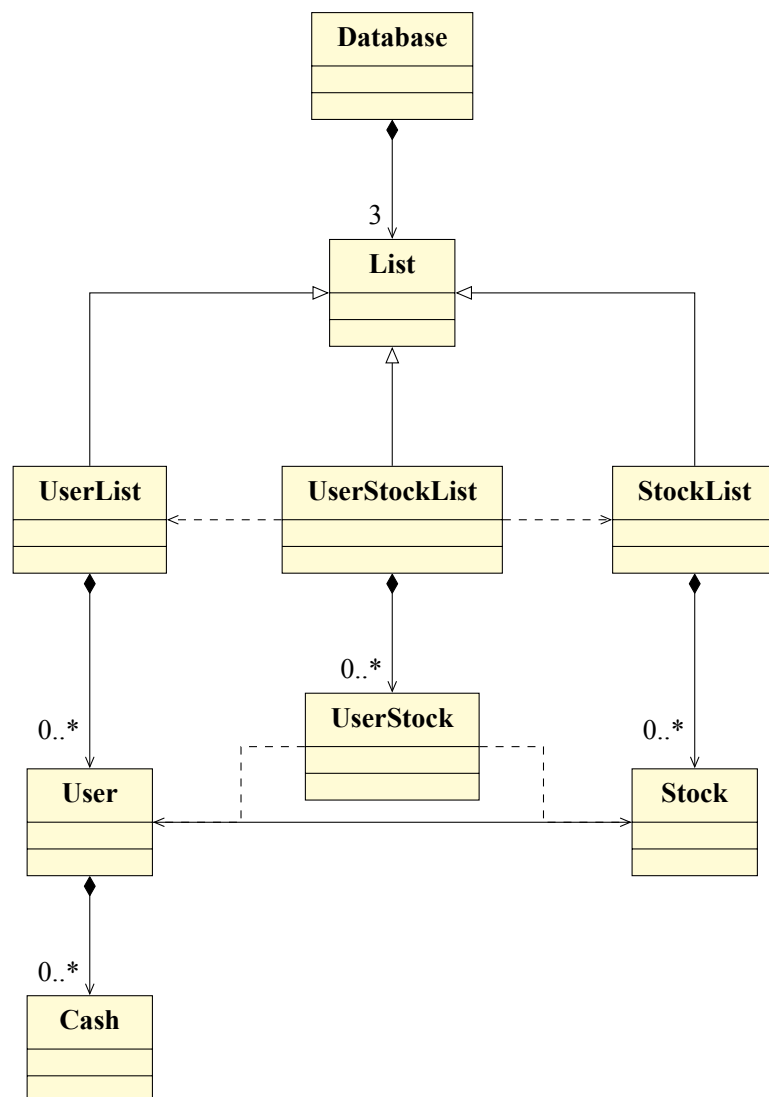 Database
3
List
UserList
UserStockList
StockList
0..*
UserStock
0..*
0..*
User
Stock
0..*
Cash